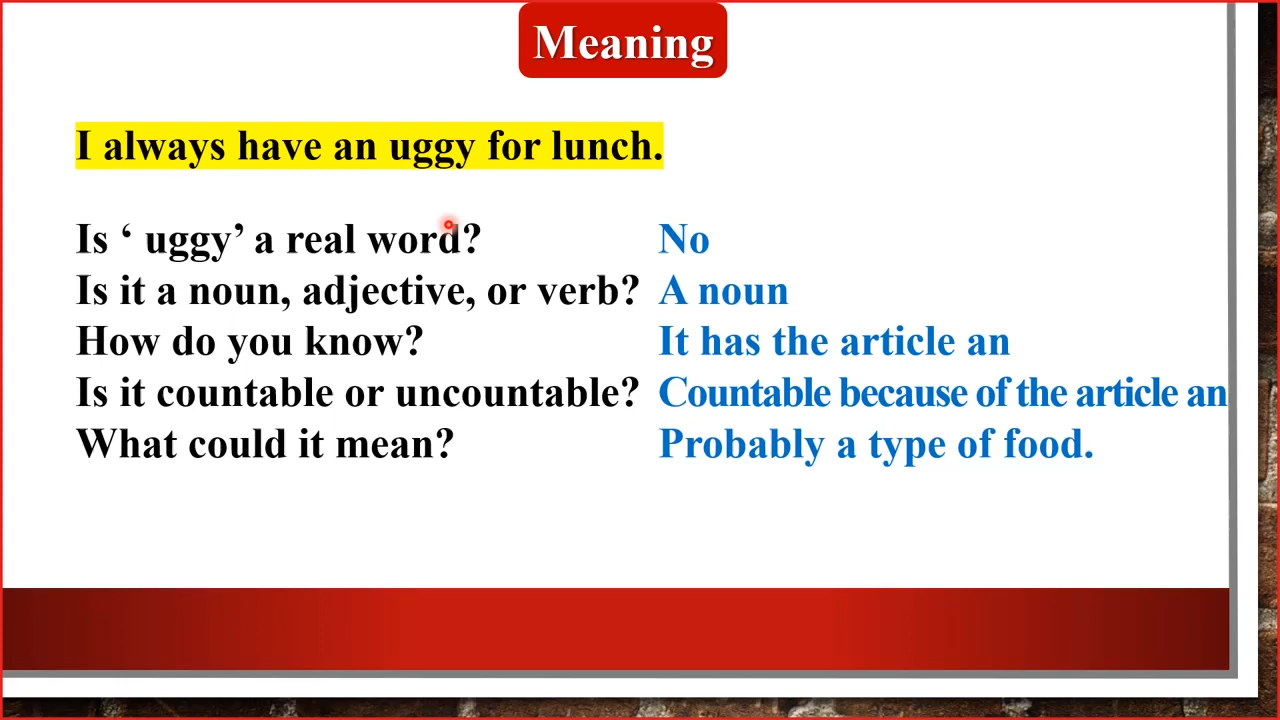 Meaning
I always have an uggy for lunch.
Is ‘ uggy’ a real word? No
Is it a noun, adjective, or verb? A noun
How do you know? It has the article an
Is it countable or uncountable? Countable because of the article an
What could it mean? Probably a type of food.